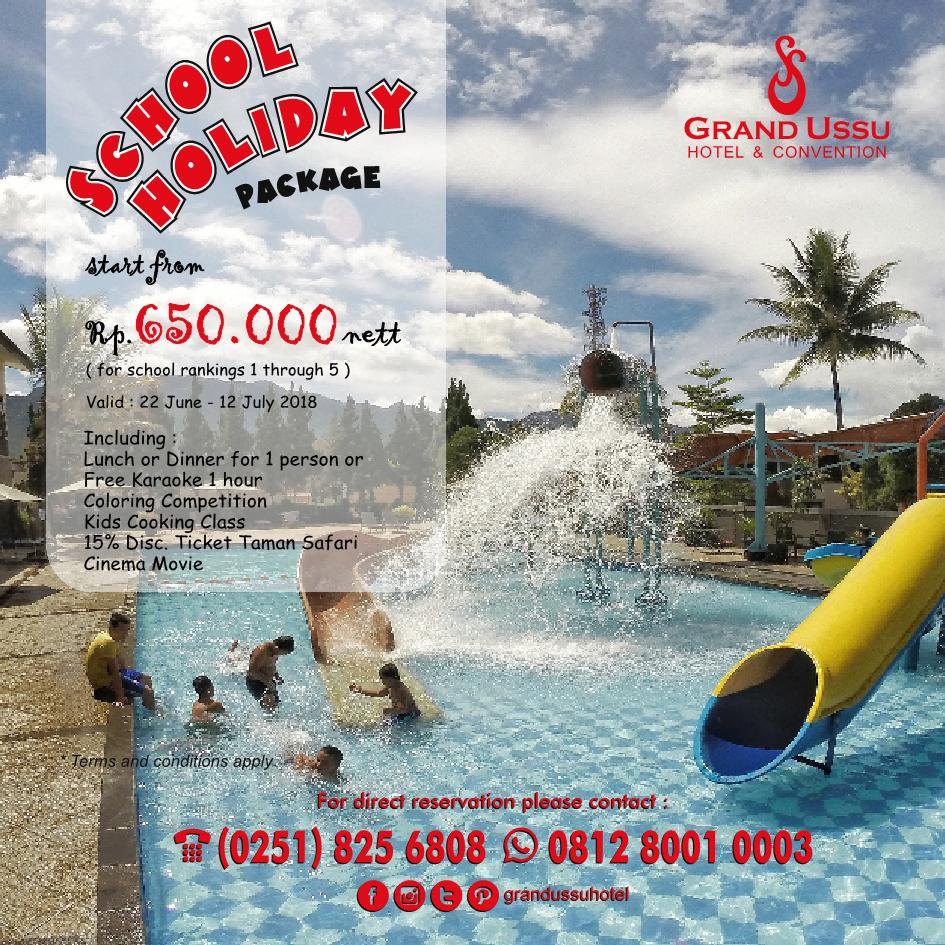 SCHOOL
HOLIDAY
PACKAGE
GRAND USSU
HOTEL & CONVENTION
start from
Rp. 650.000 nett
( for school rankings 1 through 5 )
Valid : 22 June - 12 July 2018
Including :
Lunch or Dinner for 1 person or
Free Karaoke 1 hour
Coloring Competition
Kids Cooking Class
15% Disc. Ticket Taman Safari
Cinema Movie
* Terms and conditions apply.
For direct reservation please contact :
(0251) 825 6808 0812 8001 0003
grandussuhotel